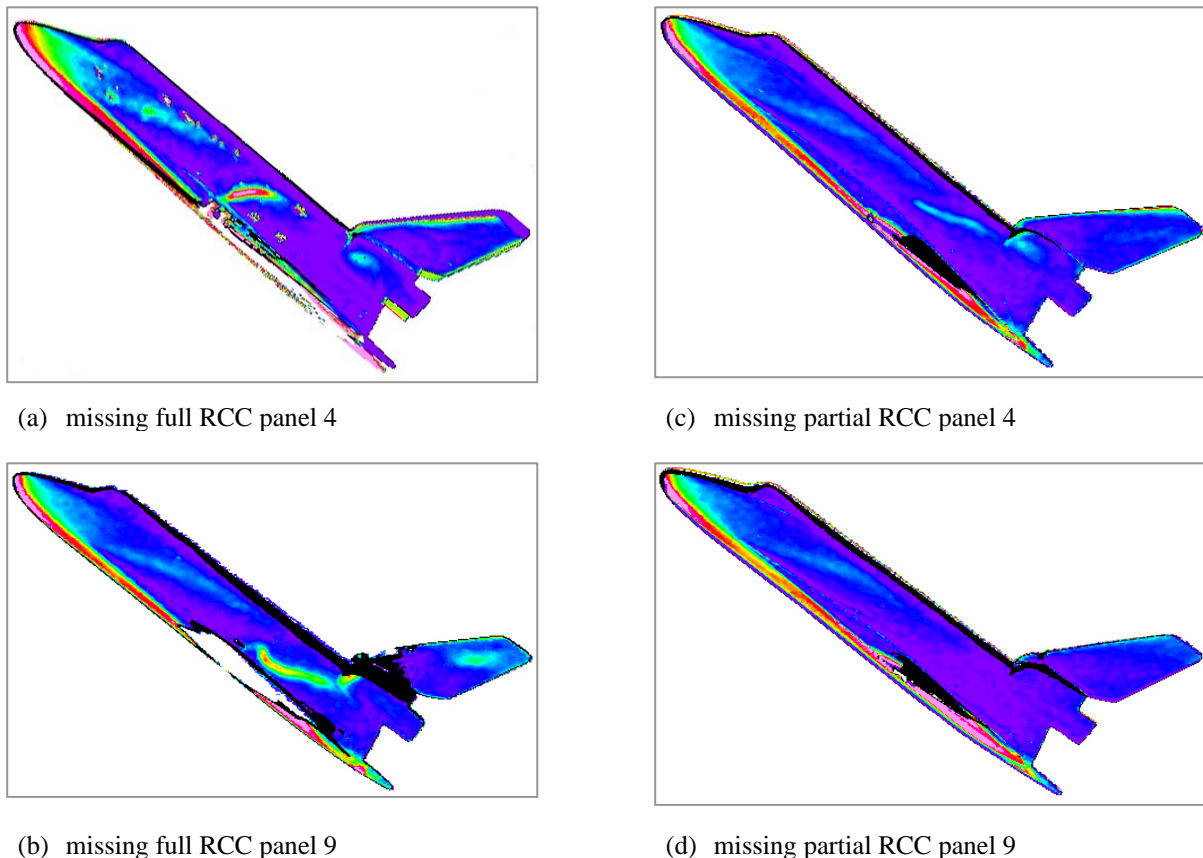 (a) missing full RCC panel 4
(c) missing partial RCC panel 4
(b) missing full RCC panel 9
(d) missing partial RCC panel 9